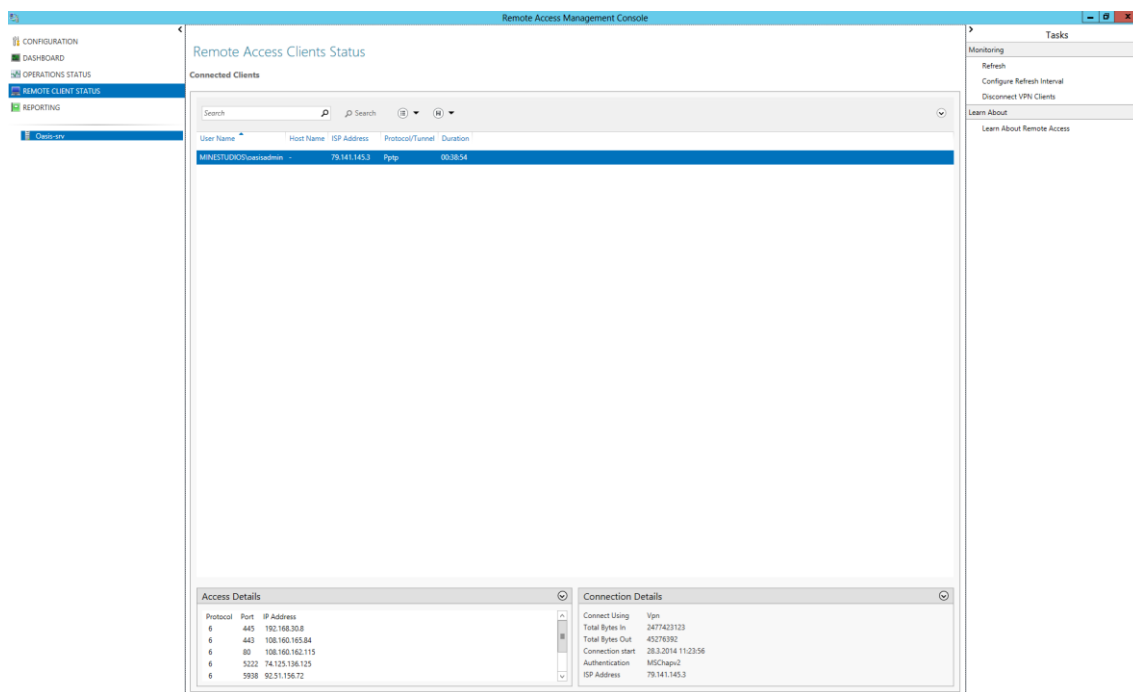 Remote Access Management Console
CONFIGURATION
DASHBOARD
OPERATIONS STATUS
REMOTE CLIENT STATUS
REPORTING
Oasis-srv
Remote Access Clients Status
Connected Clients
Search
Search
User Name Host Name ISP Address Protocol/Tunnel Duration
MINESTUDIOS\oasisadmin - 79.141.145.3 Pptp 00:38:54
Access Details
Protocol Port IP Address
6 445 192.168.30.8
6 443 108.160.165.84
6 80 108.160.162.115
6 5222 74.125.136.125
6 5938 92.51.156.72
Connection Details
Connect Using Vpn
Total Bytes In 2477423123
Total Bytes Out 45276392
Connection start 28.3.2014 11:23:56
Authentication MSChapv2
ISP Address 79.141.145.3
Tasks
Monitoring
Refresh
Configure Refresh Interval
Disconnect VPN Clients
Learn About
Learn About Remote Access